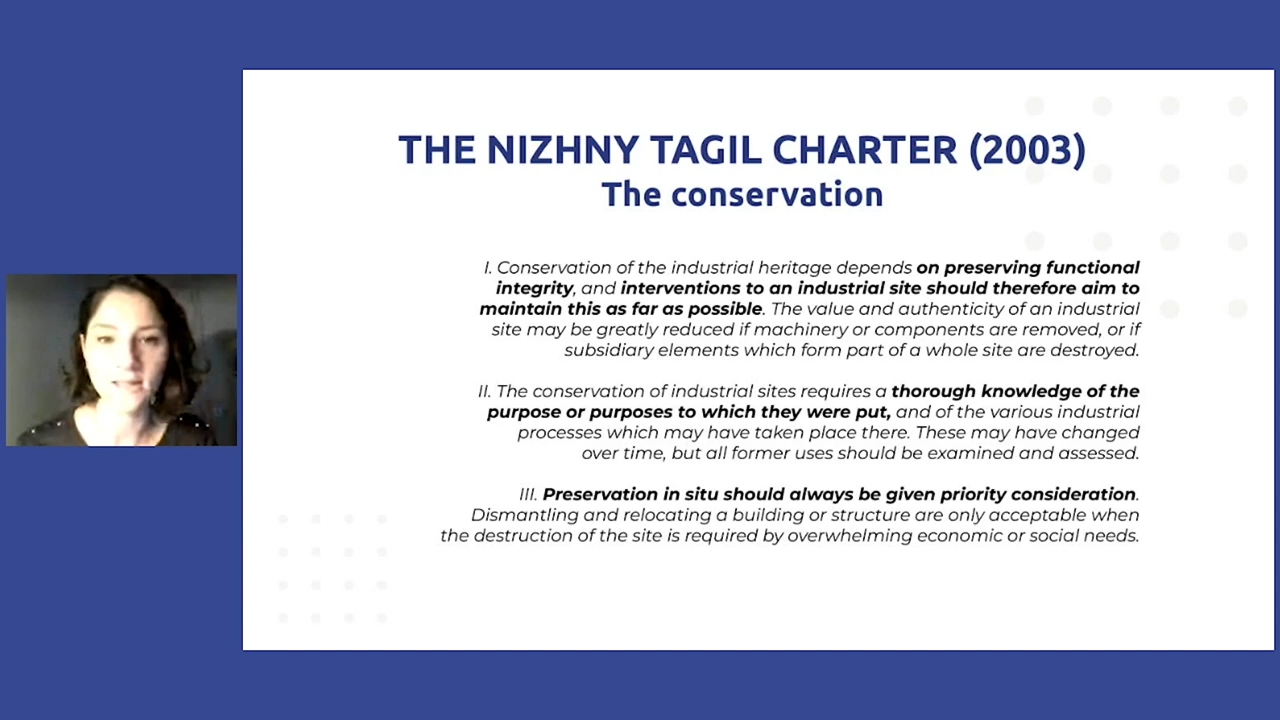 THE NIZHNY TAGIL CHARTER (2003)
The conservation
I. Conservation of the industrial heritage depends on preserving functional
integrity, and interventions to an industrial site should therefore aim to
maintain this as far as possible. The value and authenticity of an industrial
site may be greatly reduced if machinery or components are removed, or if
subsidiary elements which form part of a whole site are destroyed.
II. The conservation of industrial sites requires a thorough knowledge of the
purpose or purposes to which they were put, and of the various industrial
processes which may have taken place there. These may have changed
over time, but all former uses should be examined and assessed.
III. Preservation in situ should always be given priority consideration.
Dismantling and relocating a building or structure are only acceptable when
the destruction of the site is required by overwhelming economic or social needs.